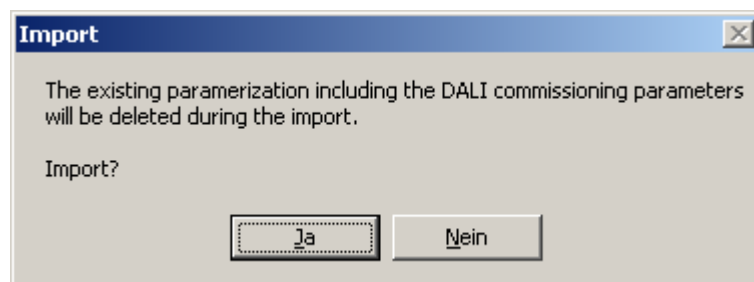 Import
The existing paramerization including the DALI commissioning parameters
will be deleted during the import.
Import?
Ja
Nein